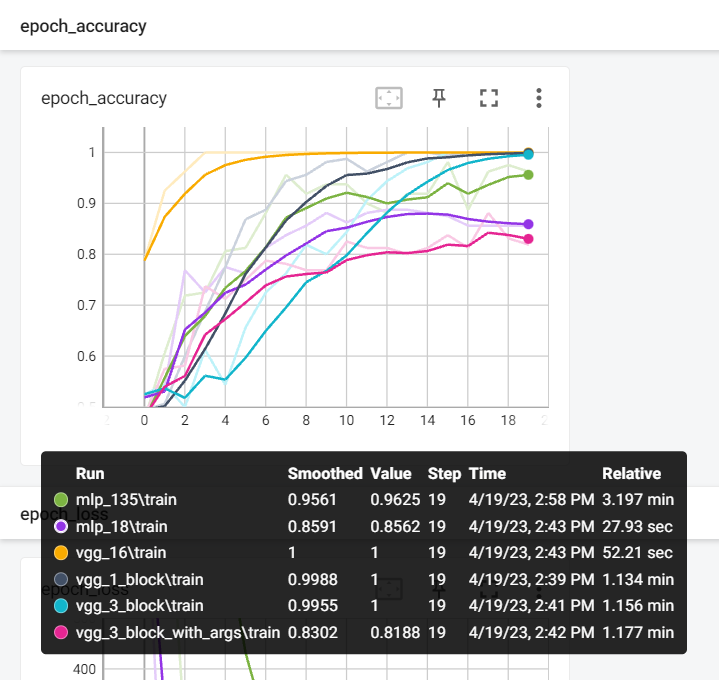 epoch_accuracy
epoch_accuracy
1
0.9
0.8
0.7
0.6
0.5
0 2 4 6 8 10 12 14 16 18
Run Smoothed Value Step Time Relative
mlp_135\train 0.9561 0.9625 19 4/19/23, 2:58 PM 3.197 min
mlp_18\train 0.8591 0.8562 19 4/19/23, 2:43 PM 27.93 sec
vgg_16\train 1 1 19 4/19/23, 2:43 PM 52.21 sec
vgg_1_block\train 0.9988 1 19 4/19/23, 2:39 PM 1.134 min
vgg_3_block\train 0.9955 1 19 4/19/23, 2:41 PM 1.156 min
vgg_3_block_with_args\train 0.8302 0.8188 19 4/19/23, 2:42 PM 1.177 min
epoch_loss
epoch_loss
400